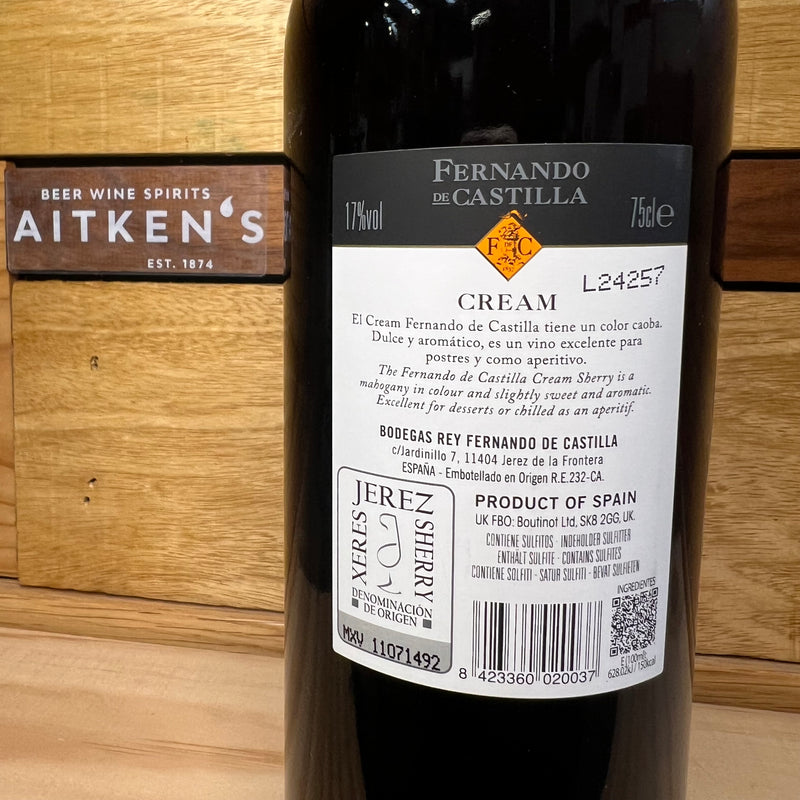 BEER WINE SPIRITS
AITKEN'S
EST. 1874
FERNANDO
DE CASTILLA
17%vol
75cl e
F C
L24257
CREAM
El Cream Fernando de Castilla tiene un color caoba.
Dulce y aromático, es un vino excelente para
postres y como aperitivo.
The Fernando de Castilla Cream Sherry is a
mahogany in colour and slightly sweet and aromatic.
Excellent for desserts or chilled as an aperitif.
BODEGAS REY FERNANDO DE CASTILLA
c/Jardinillo 7, 11404 Jerez de la Frontera
ESPAÑA - Embotellado en Origen R.E.232-CA.
XERES
JEREZ
SHERRY
DENOMINACIÓN
DE ORIGEN
MXV 11071492
PRODUCT OF SPAIN
UK FBO: Boutinot Ltd, SK8 2GG, UK.
CONTIENE SULFITOS - INDEHOLDER SULFITTER
ENTHÄLT SULFITE - CONTAINS SULFITES
CONTIENE SOLFITI - SATUR SULFITI - BEVAT SULFIETEN
INGREDIENTES
8 423360 020037
E(100ml):
628.02kJ / 150kcal